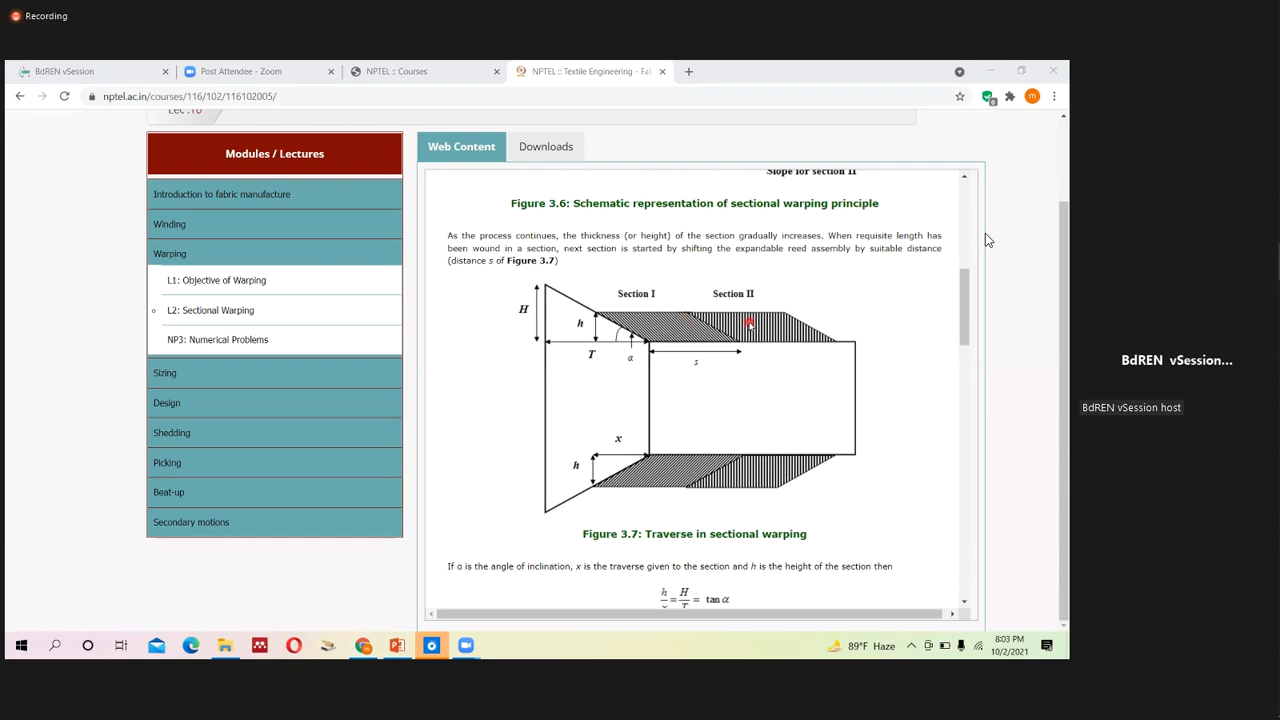 Recording
BdREN vSession
Post Attendee - Zoom
NPTEL :: Courses
NPTEL :: Textile Engineering - Fab
nptel.ac.in/courses/116/102/116102005/
m
Lec :10
Modules / Lectures
Introduction to fabric manufacture
Winding
Warping
L1: Objective of Warping
L2: Sectional Warping
NP3: Numerical Problems
Sizing
Design
Shedding
Picking
Beat-up
Secondary motions
Web Content
Downloads
Slope for section II
Figure 3.6: Schematic representation of sectional warping principle
As the process continues, the thickness (or height) of the section gradually increases. When requisite length has
been wound in a section, next section is started by shifting the expandable reed assembly by suitable distance
(distance s of Figure 3.7)
Section I
Section II
H
h
T
α
s
x
h
Figure 3.7: Traverse in sectional warping
If α is the angle of inclination, x is the traverse given to the section and h is the height of the section then
h/x = H/T = tan α
BdREN vSession...
BdREN vSession host
89°F Haze
8:03 PM
10/2/2021